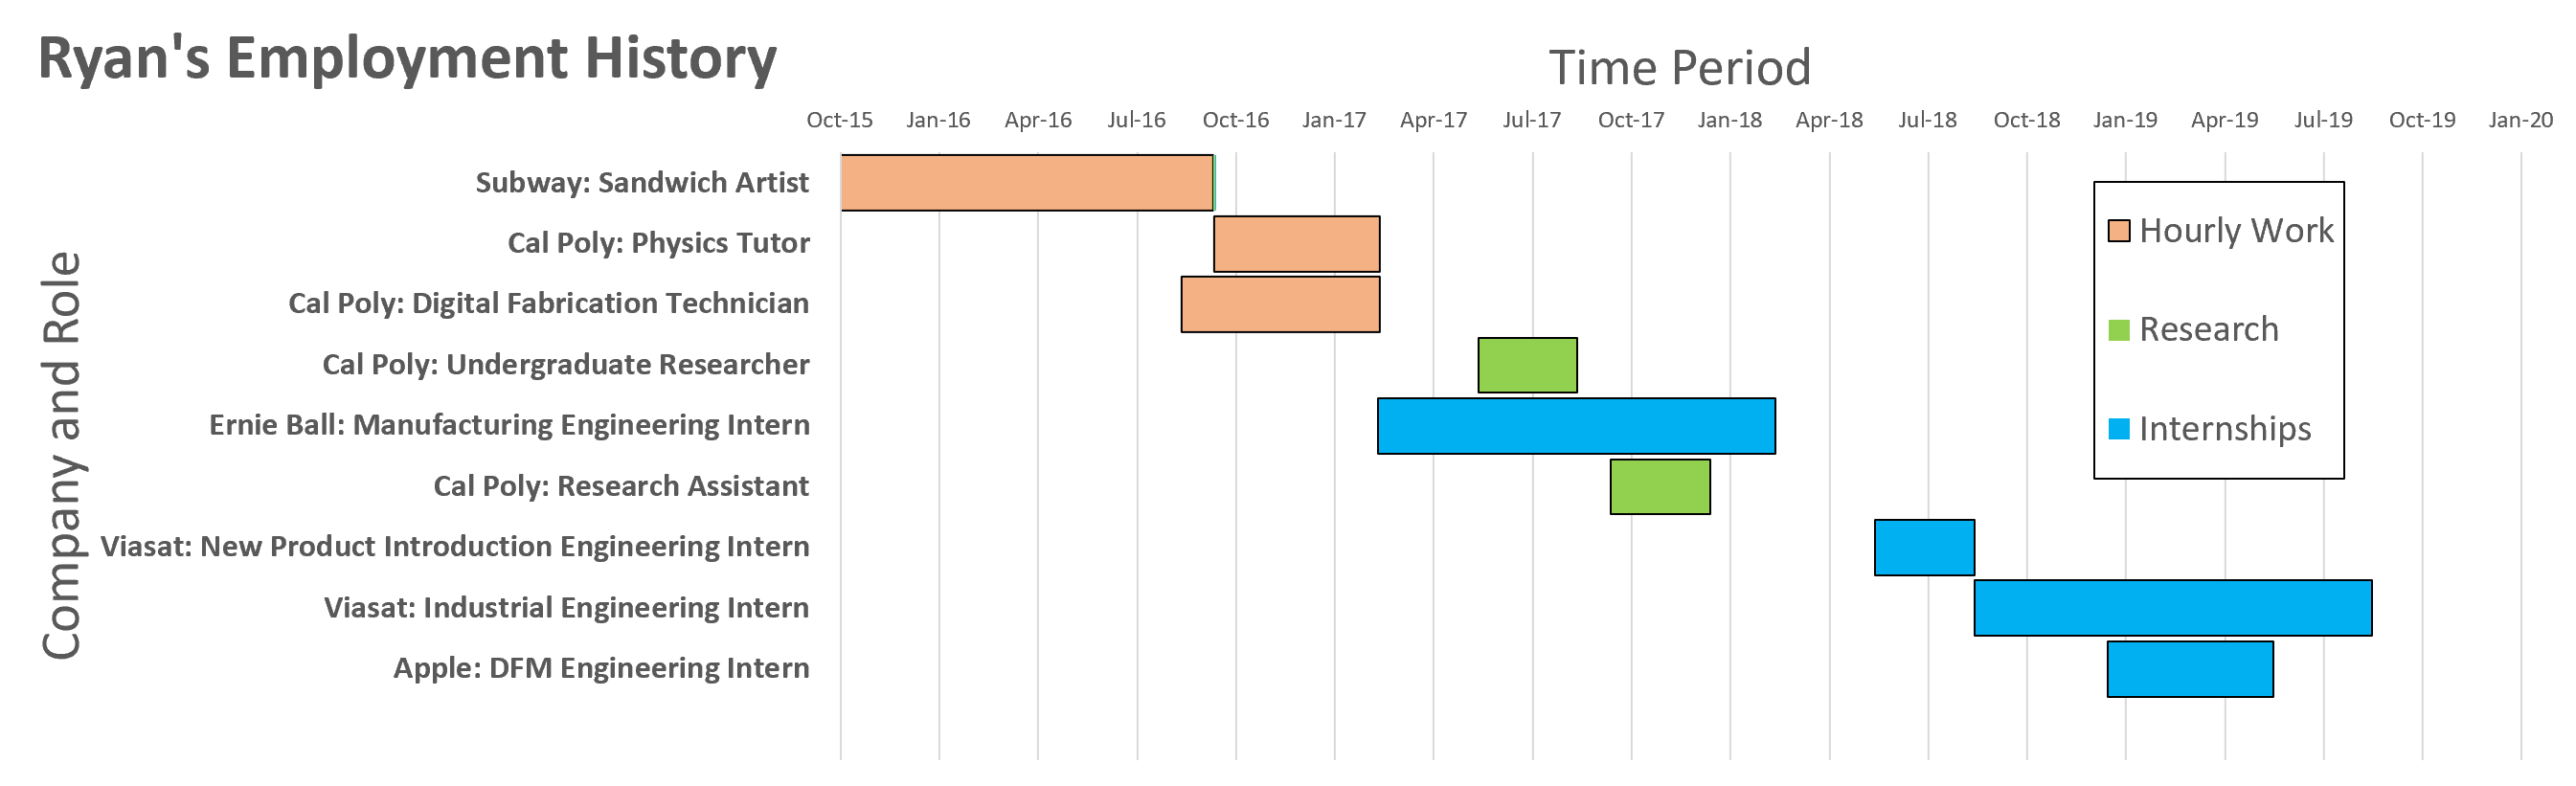 Ryan's Employment History
Time Period
Oct-15 Jan-16 Apr-16 Jul-16 Oct-16 Jan-17 Apr-17 Jul-17 Oct-17 Jan-18 Apr-18 Jul-18 Oct-18 Jan-19 Apr-19 Jul-19 Oct-19 Jan-20
Company and Role
Subway: Sandwich Artist
Cal Poly: Physics Tutor
Cal Poly: Digital Fabrication Technician
Cal Poly: Undergraduate Researcher
Ernie Ball: Manufacturing Engineering Intern
Cal Poly: Research Assistant
Viasat: New Product Introduction Engineering Intern
Viasat: Industrial Engineering Intern
Apple: DFM Engineering Intern
Hourly Work
Research
Internships